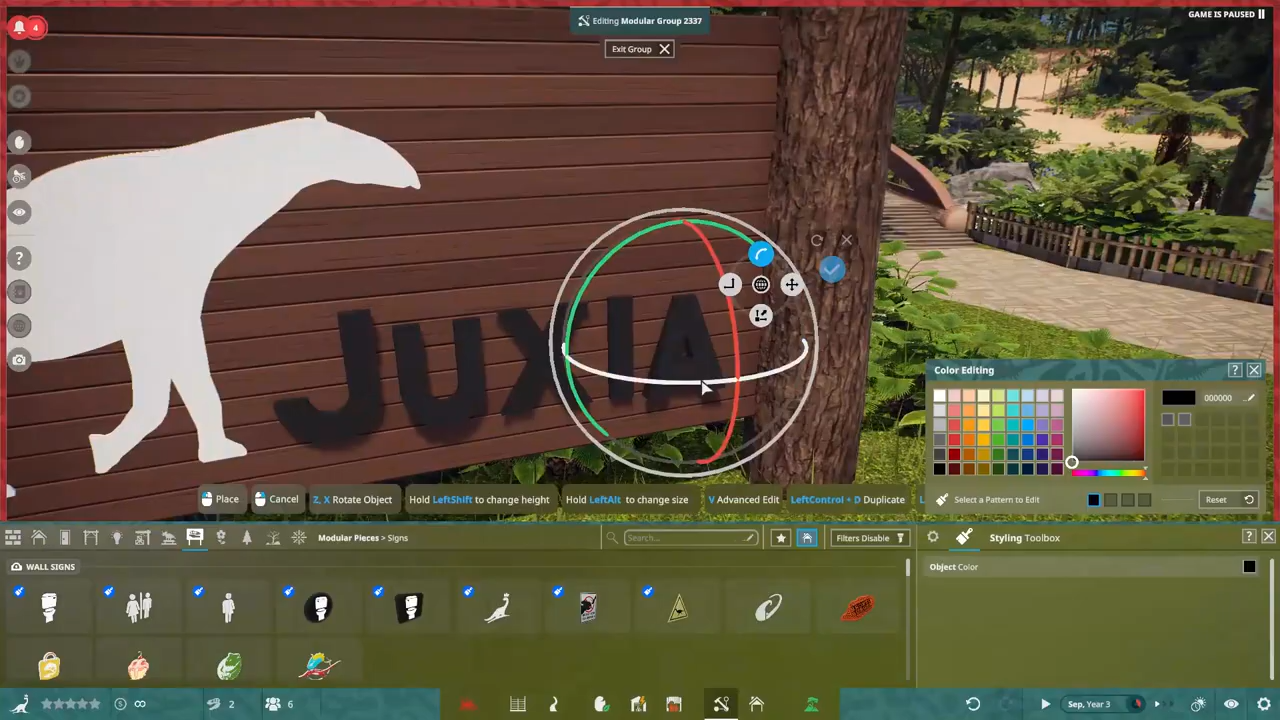 4
Editing Modular Group 2337
GAME IS PAUSED
Exit Group
JUXIA
Color Editing
?
000000
Place
Cancel
Z, X Rotate Object
Hold LeftShift to change height
Hold LeftAlt to change size
V Advanced Edit
LeftControl + D Duplicate
L
Select a Pattern to Edit
Reset
Modular Pieces > Signs
Search...
Filters Disable
Styling Toolbox
?
WALL SIGNS
Object Color
∞
2
6
Sep, Year 3
?